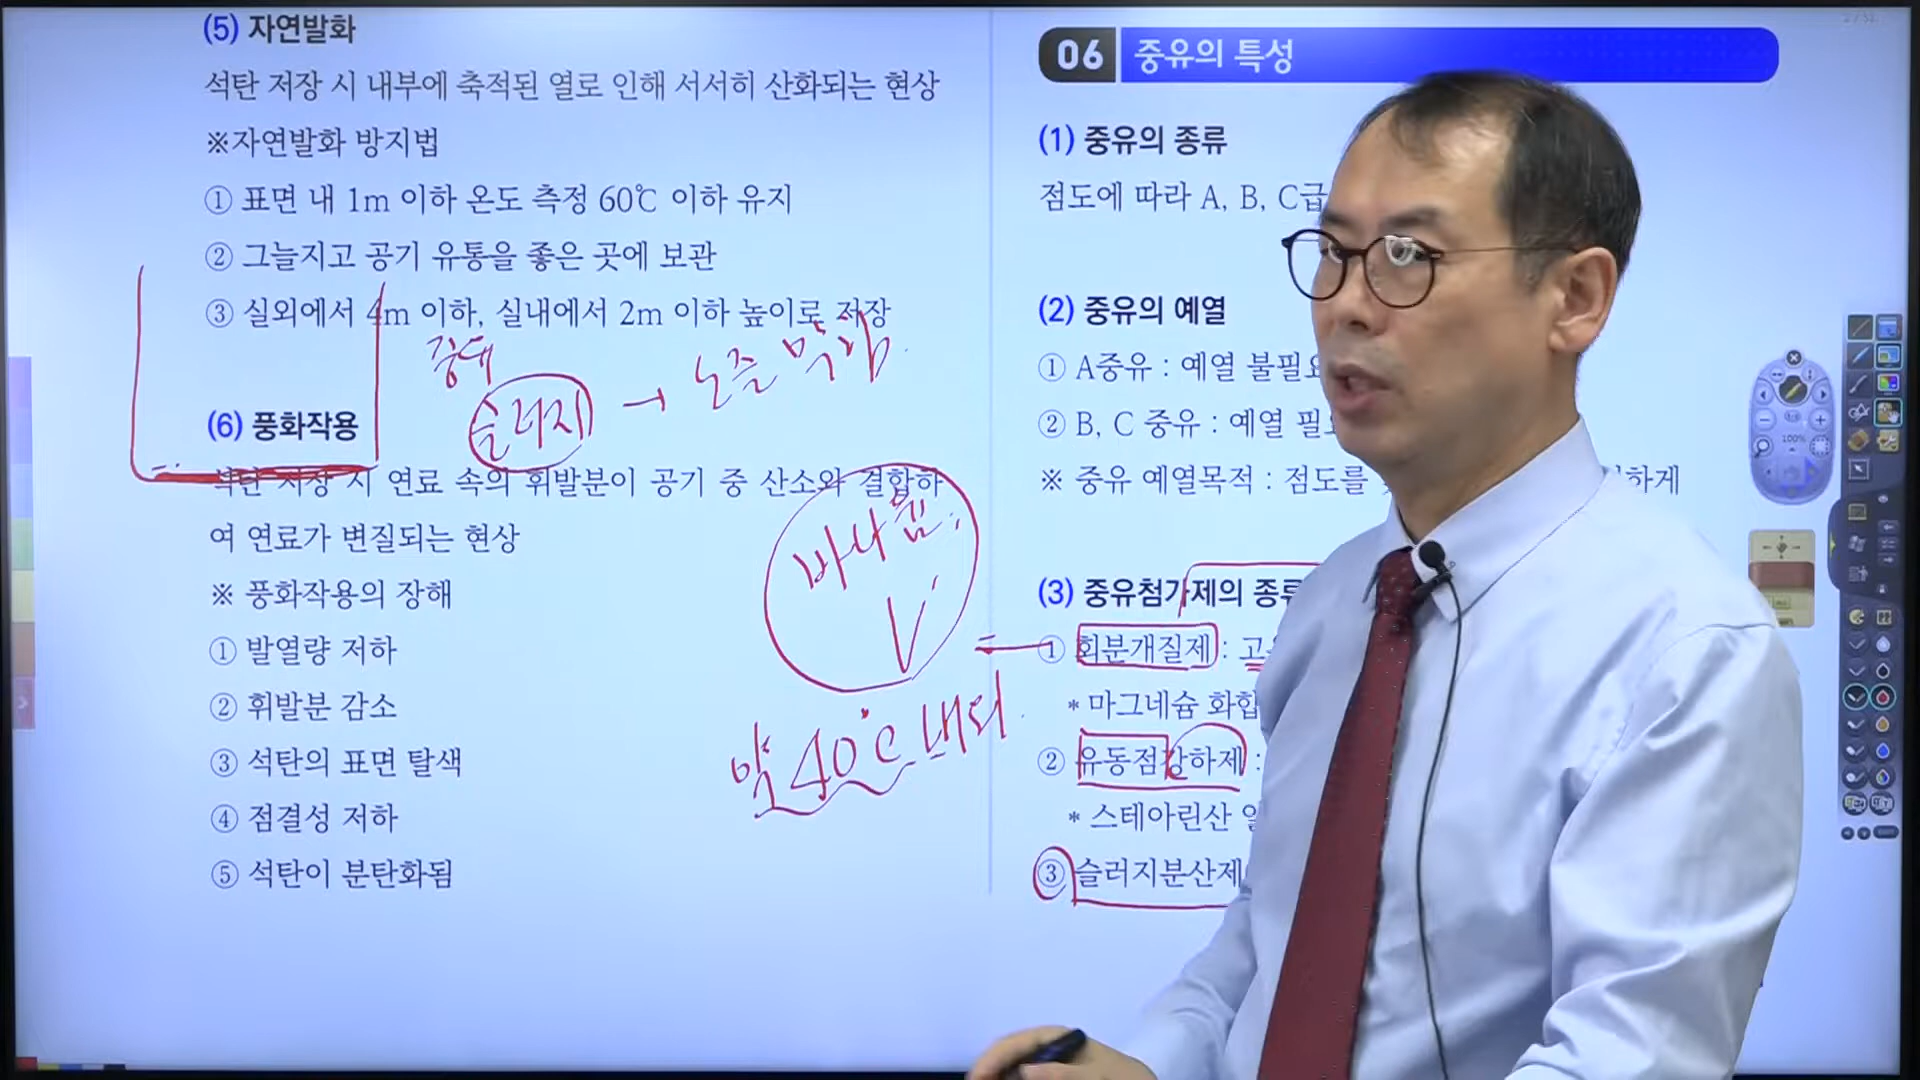 (5) 자연발화
석탄 저장 시 내부에 축적된 열로 인해 서서히 산화되는 현상
※자연발화 방지법
① 표면 내 1m 이하 온도 측정 60℃ 이하 유지
② 그늘지고 공기 유통을 좋은 곳에 보관
③ 실외에서 4m 이하, 실내에서 2m 이하 높이로 저장
슬러지 → 노즐 막힘
(6) 풍화작용
석탄 저장 시 연료 속의 휘발분이 공기 중 산소와 결합하
여 연료가 변질되는 현상
바나듐
V
※ 풍화작용의 장해
① 발열량 저하
② 휘발분 감소
약 40℃ 내외
③ 석탄의 표면 탈색
④ 점결성 저하
⑤ 석탄이 분탄화됨
06 중유의 특성
(1) 중유의 종류
점도에 따라 A, B, C급
(2) 중유의 예열
① A중유 : 예열 불필요
② B, C 중유 : 예열 필요
※ 중유 예열목적 : 점도를 하게
(3) 중유첨가제의 종류
① 회분개질제 : 고
* 마그네슘 화합
② 유동점강하제 :
* 스테아린산
③ 슬러지분산제
100%